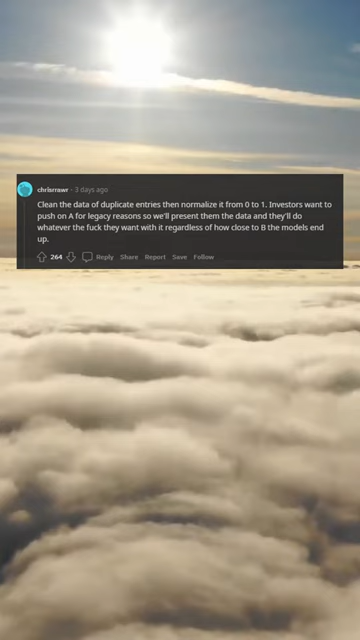 chrisrawr · 3 days ago
Clean the data of duplicate entries then normalize it from 0 to 1. Investors want to
push on A for legacy reasons so we'll present them the data and they'll do
whatever the fuck they want with it regardless of how close to B the models end
up.
264 Reply Share Report Save Follow